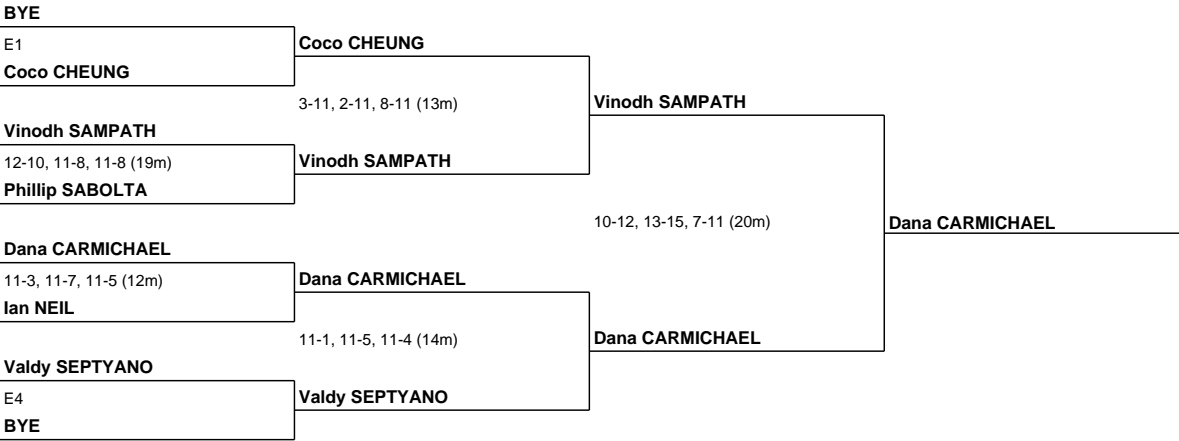 BYE
E1
Coco CHEUNG
Coco CHEUNG
3-11, 2-11, 8-11 (13m)
Vinodh SAMPATH
Vinodh SAMPATH
12-10, 11-8, 11-8 (19m)
Vinodh SAMPATH
Phillip SABOLTA
10-12, 13-15, 7-11 (20m)
Dana CARMICHAEL
Dana CARMICHAEL
11-3, 11-7, 11-5 (12m)
Dana CARMICHAEL
Ian NEIL
11-1, 11-5, 11-4 (14m)
Dana CARMICHAEL
Valdy SEPTYANO
E4
Valdy SEPTYANO
BYE